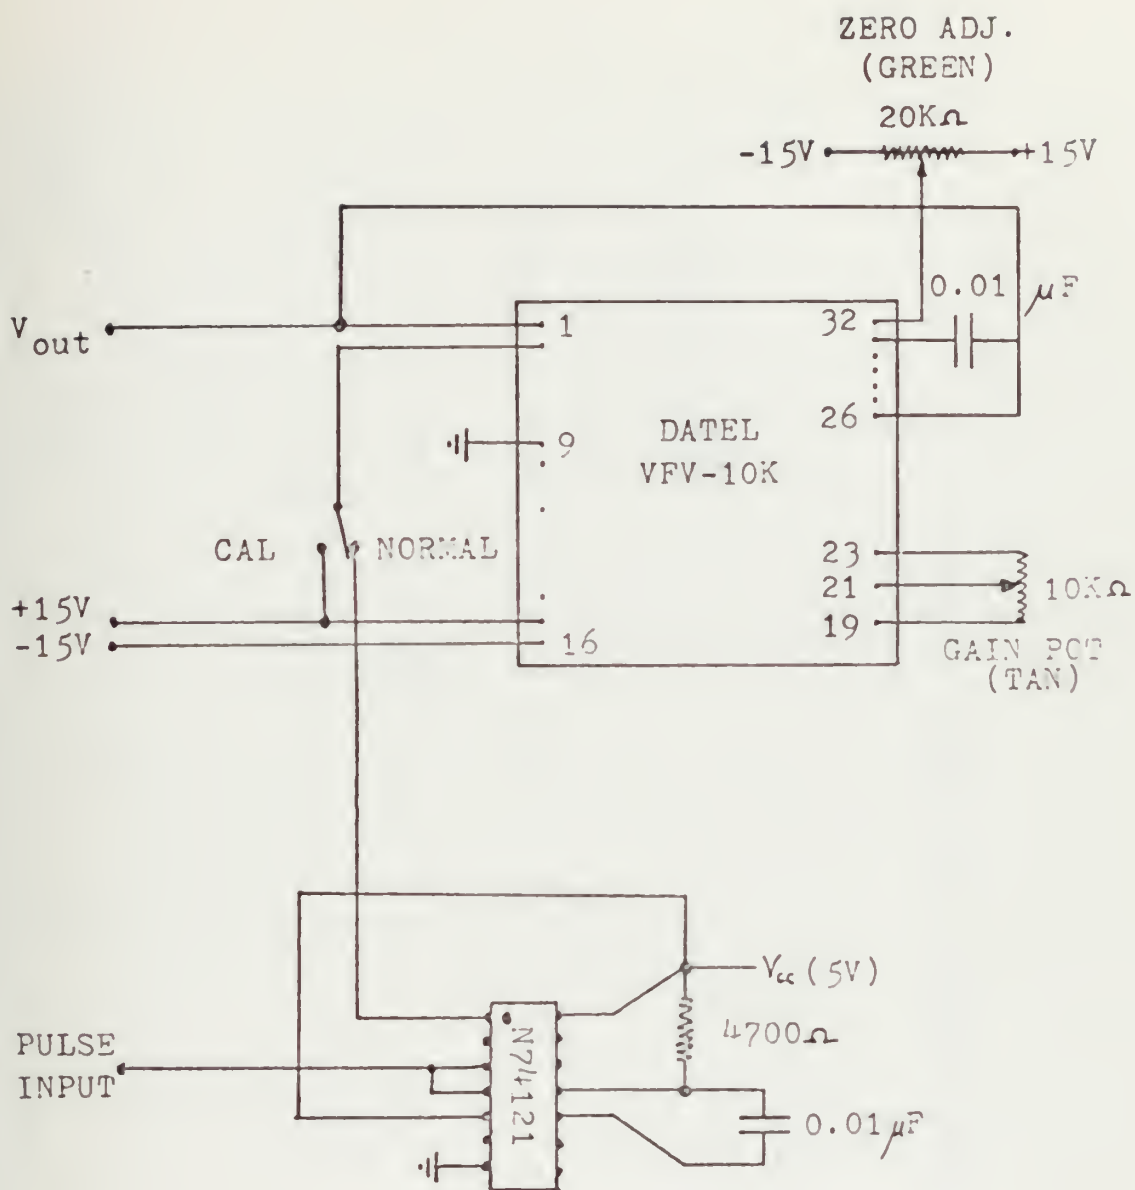 ZERO ADJ.
(GREEN)
20KΩ
-15V
+15V
0.01 μF
V out
1
32
9
DATEL
VFV-10K
26
CAL
NORMAL
23
21
10KΩ
+15V
-15V
16
19
GAIN POT
(TAN)
Vcc (5V)
4700Ω
N74121
PULSE
INPUT
0.01μF